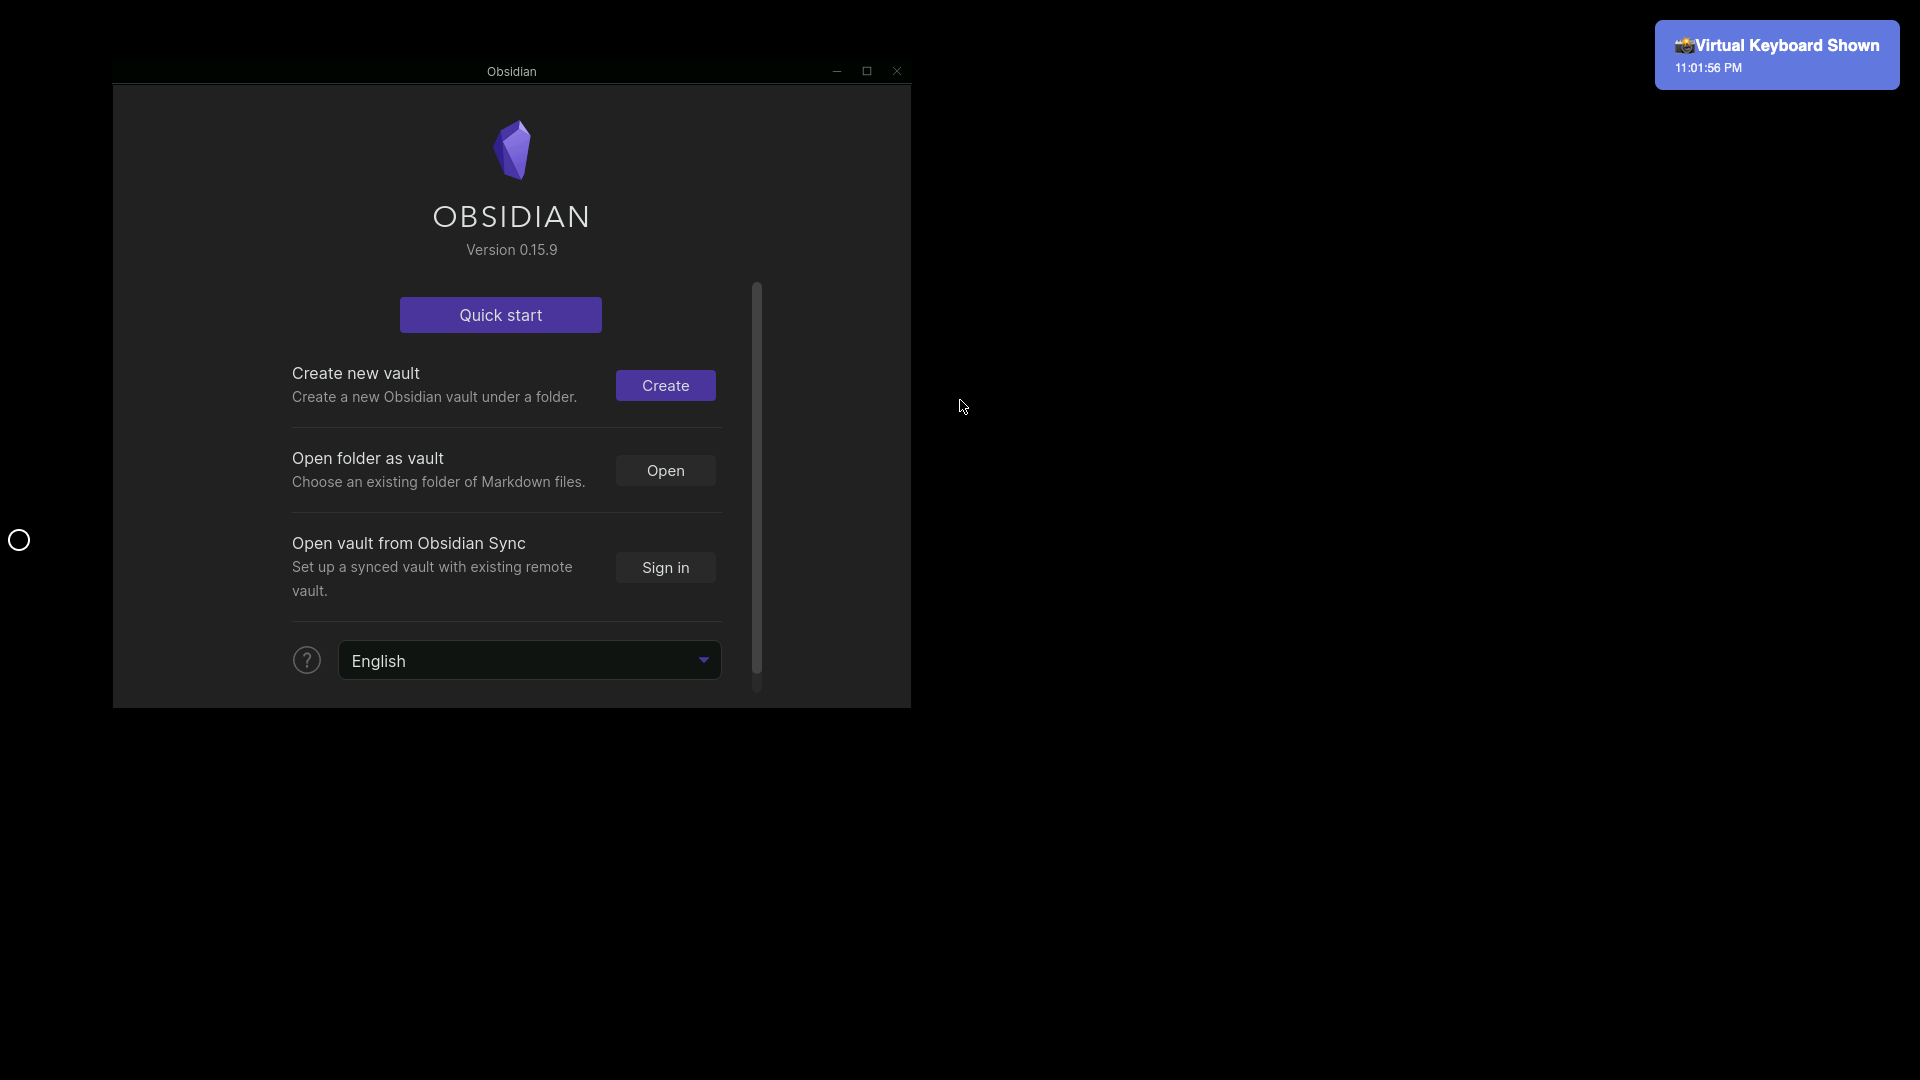 Obsidian
OBSIDIAN
Version 0.15.9
Quick start
Create new vault
Create a new Obsidian vault under a folder.
Create
Open folder as vault
Choose an existing folder of Markdown files.
Open
Open vault from Obsidian Sync
Set up a synced vault with existing remote
vault.
Sign in
?
English
📸Virtual Keyboard Shown
11:01:56 PM